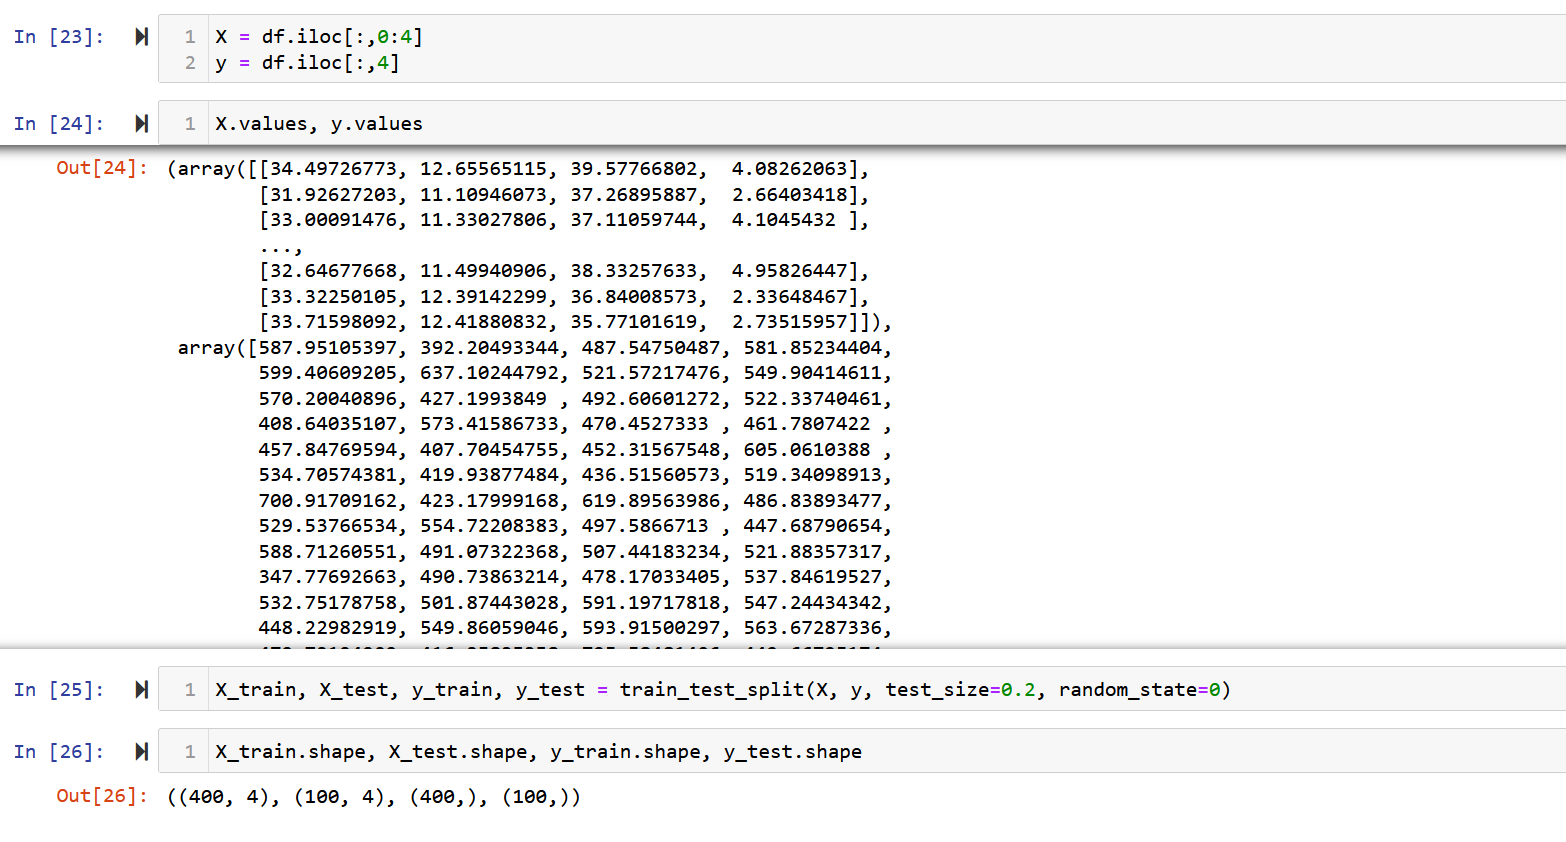 In [23]:
1 X = df.iloc[:,0:4]
2 y = df.iloc[:,4]
In [24]:
1 X.values, y.values
Out[24]: (array([[34.49726773, 12.65565115, 39.57766802,  4.08262063],
[31.92627203, 11.10946073, 37.26895887,  2.66403418],
[33.00091476, 11.33027806, 37.11059744,  4.1045432 ],
...,
[32.64677668, 11.49940906, 38.33257633,  4.95826447],
[33.32250105, 12.39142299, 36.84008573,  2.33648467],
[33.71598092, 12.41880832, 35.77101619,  2.73515957]]),
array([587.95105397, 392.20493344, 487.54750487, 581.85234404,
599.40609205, 637.10244792, 521.57217476, 549.90414611,
570.20040896, 427.1993849 , 492.60601272, 522.33740461,
408.64035107, 573.41586733, 470.4527333 , 461.7807422 ,
457.84769594, 407.70454755, 452.31567548, 605.0610388 ,
534.70574381, 419.93877484, 436.51560573, 519.34098913,
700.91709162, 423.17999168, 619.89563986, 486.83893477,
529.53766534, 554.72208383, 497.5866713 , 447.68790654,
588.71260551, 491.07322368, 507.44183234, 521.88357317,
347.77692663, 490.73863214, 478.17033405, 537.84619527,
532.75178758, 501.87443028, 591.19717818, 547.24434342,
448.22982919, 549.86059046, 593.91500297, 563.67287336,
In [25]:
1 X_train, X_test, y_train, y_test = train_test_split(X, y, test_size=0.2, random_state=0)
In [26]:
1 X_train.shape, X_test.shape, y_train.shape, y_test.shape
Out[26]: ((400, 4), (100, 4), (400,), (100,))